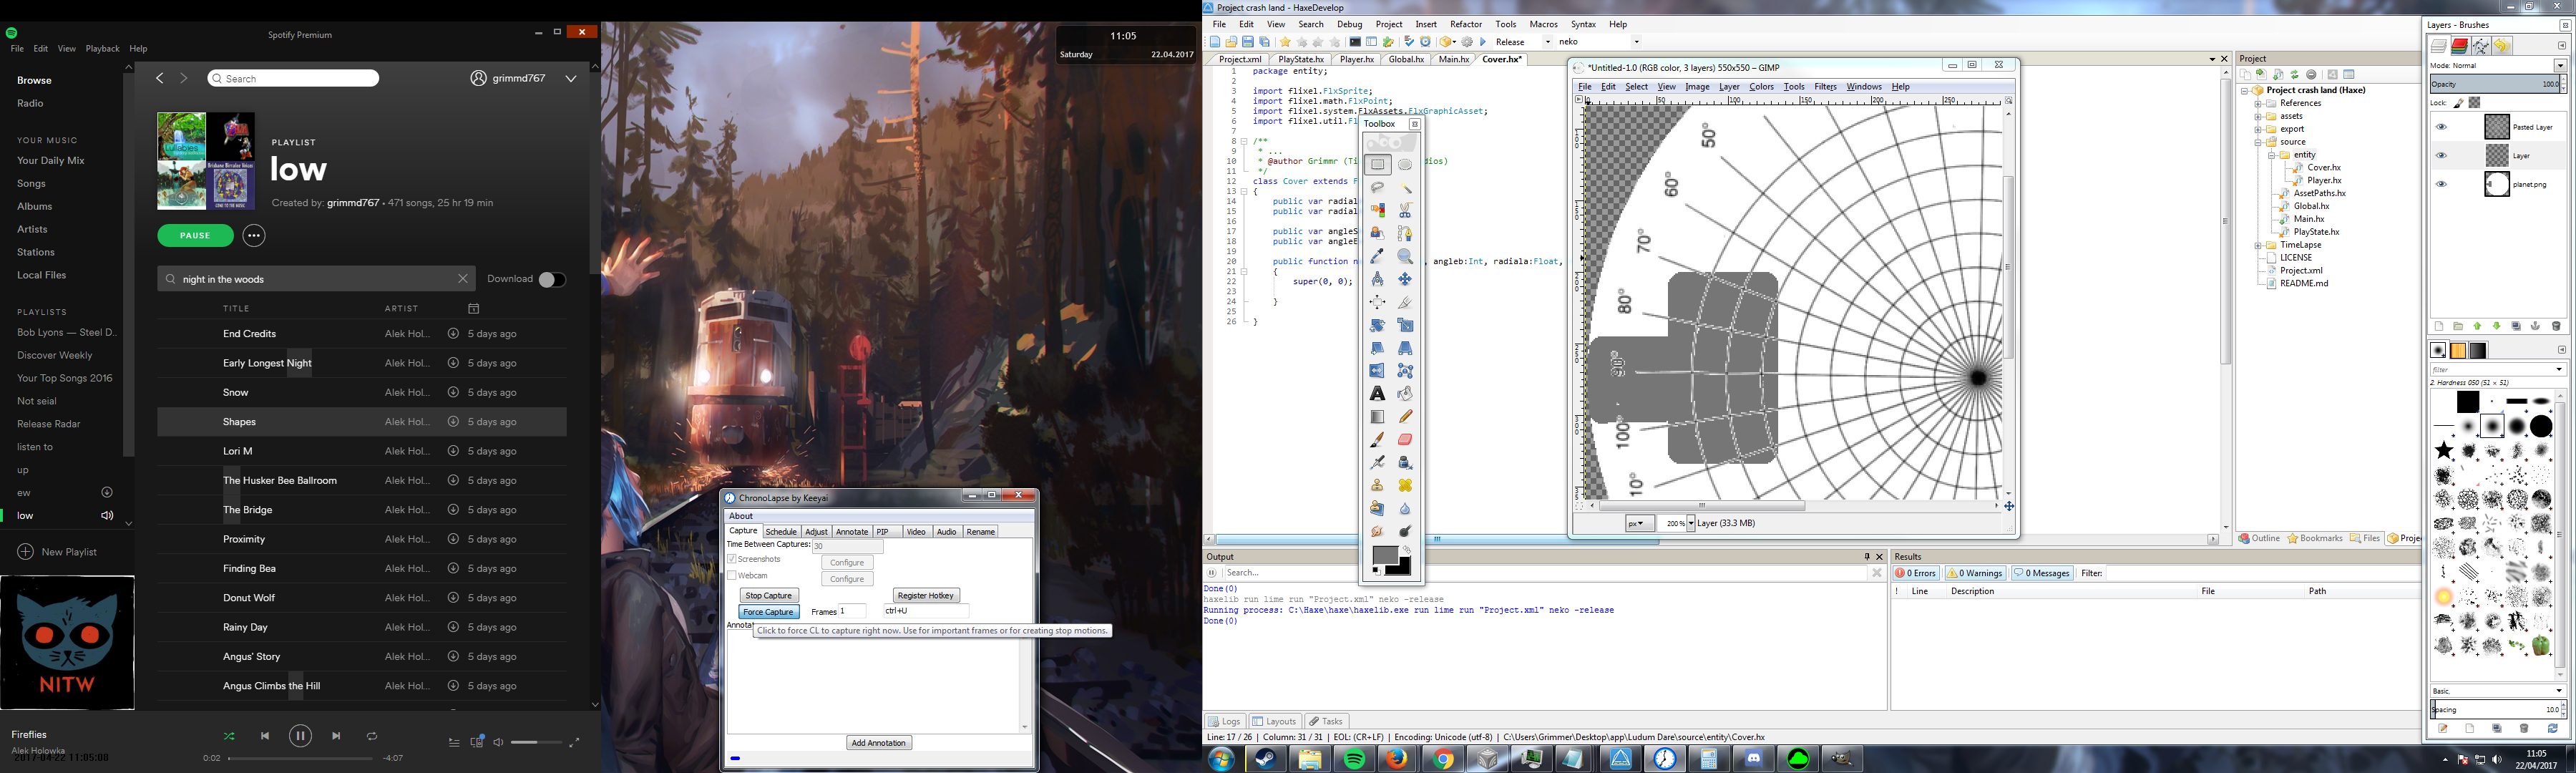 Spotify Premium
File Edit View Playback Help
Browse
Radio
YOUR MUSIC
Your Daily Mix
Songs
Albums
Artists
Stations
Local Files
PLAYLISTS
Bob Lyons — Steel D..
Discover Weekly
Your Top Songs 2016
Not seial
Release Radar
listen to
up
ew
low
New Playlist
NITW
Search
grimmd767
PLAYLIST
low
Created by: grimmd767 • 471 songs, 25 hr 19 min
PAUSE
night in the woods
Download
TITLE ARTIST
End Credits Alek Hol... 5 days ago
Early Longest Night Alek Hol... 5 days ago
Snow Alek Hol... 5 days ago
Shapes Alek Hol... 5 days ago
Lori M Alek Hol... 5 days ago
The Husker Bee Ballroom Alek Hol... 5 days ago
The Bridge Alek Hol... 5 days ago
Proximity Alek Hol... 5 days ago
Finding Bea Alek Hol... 5 days ago
Donut Wolf Alek Hol... 5 days ago
Rainy Day Alek Hol... 5 days ago
Angus' Story Alek Hol... 5 days ago
Angus Climbs the Hill Alek Hol... 5 days ago
Fireflies
Alek Holowka
2017-04-22 11:05:08
0:02 -4:07
11:05
Saturday 22.04.2017
ChronoLapse by Keeyai
About
Capture Schedule Adjust Annotate PIP Video Audio Rename
Time Between Captures: 30
Screenshots Configure
Webcam Configure
Stop Capture Register Hotkey
Force Capture Frames 1 ctrl+U
Annotat
Click to force CL to capture right now. Use for important frames or for creating stop motions.
Add Annotation
Project crash land - HaxeDevelop
File Edit View Search Debug Project Insert Refactor Tools Macros Syntax Help
Release neko
Project.xml PlayState.hx Player.hx Global.hx Main.hx Cover.hx*
1 package entity;
2
3 import flixel.FlxSprite;
4 import flixel.math.FlxPoint;
5 import flixel.system.FlxAssets.FlxGraphicAsset;
6 import flixel.util.Fl
7
8 /**
9 * ...
10 * @author Grimmr (Ti dios)
11 */
12 class Cover extends F
13 {
14 public var radial
15 public var radial
16
17 public var angleS
18 public var angleE
19
20 public function n , angleb:Int, radiala:Float,
21 {
22 super(0, 0);
23
24 }
25
26 }
Toolbox
*Untitled-1.0 (RGB color, 3 layers) 550x550 – GIMP
File Edit Select View Image Layer Colors Tools Filters Windows Help
0 50 100 150 200 250
50°
60°
70°
80°
90°
100°
10°
px 200 % Layer (33.3 MB)
Output
Search...
Done(0)
haxelib run lime run "Project.xml" neko -release
Running process: C:\Haxe\haxe\haxelib.exe run lime run "Project.xml" neko -release
Done(0)
Results
0 Errors 0 Warnings 0 Messages Filter:
! Line Description File Path
Logs Layouts Tasks
Line: 17 / 26 | Column: 31 / 31 | EOL: (CR+LF) | Encoding: Unicode (utf-8) | C:\Users\Grimmer\Desktop\app\Ludum Dare\source\entity\Cover.hx
Project
Project crash land (Haxe)
References
assets
export
source
entity
Cover.hx
Player.hx
AssetPaths.hx
Global.hx
Main.hx
PlayState.hx
TimeLapse
LICENSE
Project.xml
README.md
Outline Bookmarks Files Projec
Layers - Brushes
Mode: Normal
Opacity 100.0
Lock:
Pasted Layer
Layer
planet.png
filter
2. Hardness 050 (51 × 51)
Basic,
Spacing 10.0
11:05
22/04/2017